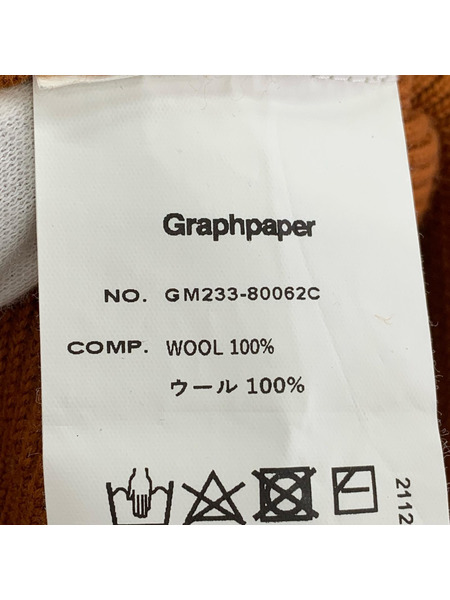 Graphpaper
NO. GM233-80062C
COMP. WOOL 100%
ウール 100%
2112